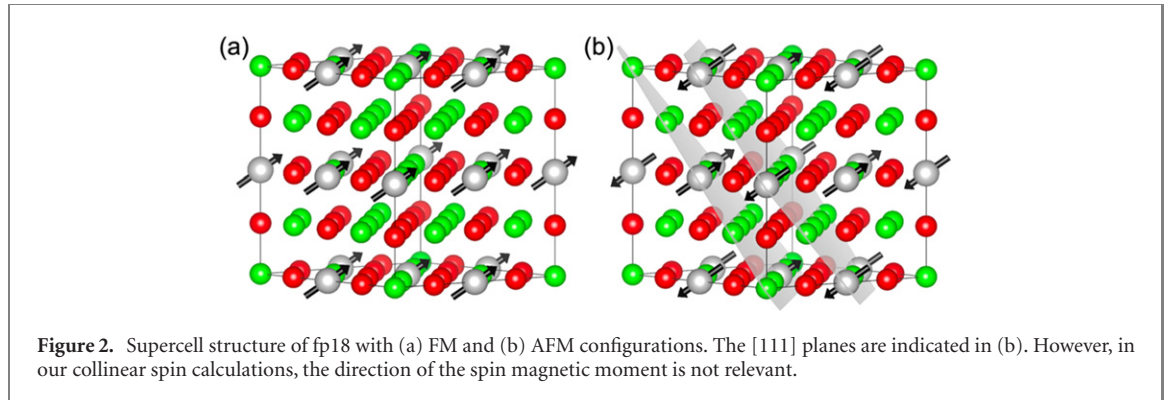 (a) (b)
Figure 2. Supercell structure of fp18 with (a) FM and (b) AFM configurations. The [111] planes are indicated in (b). However, in
our collinear spin calculations, the direction of the spin magnetic moment is not relevant.